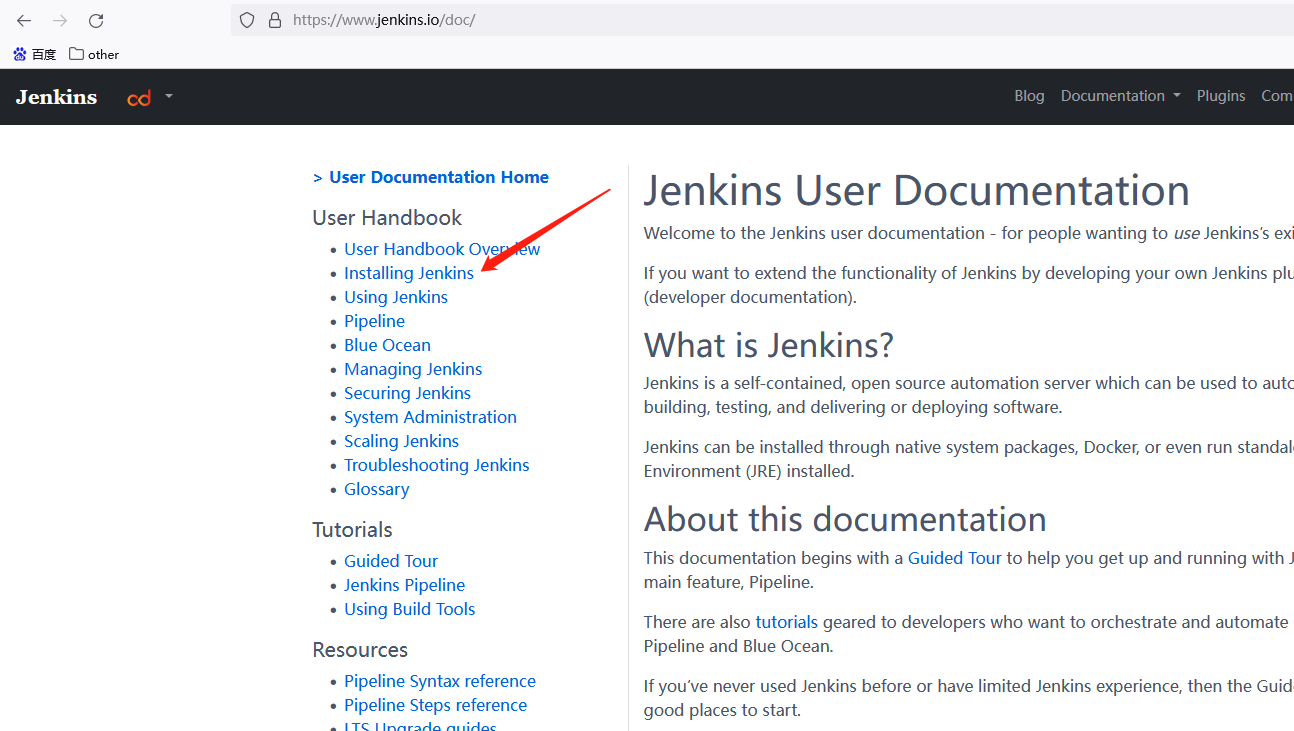 https://www.jenkins.io/doc/
百度 other
Jenkins cd Blog Documentation Plugins Com
> User Documentation Home
User Handbook
User Handbook Overview
Installing Jenkins
Using Jenkins
Pipeline
Blue Ocean
Managing Jenkins
Securing Jenkins
System Administration
Scaling Jenkins
Troubleshooting Jenkins
Glossary
Tutorials
Guided Tour
Jenkins Pipeline
Using Build Tools
Resources
Pipeline Syntax reference
Pipeline Steps reference
LTS Upgrade guides
Jenkins User Documentation
Welcome to the Jenkins user documentation - for people wanting to use Jenkins's exi
If you want to extend the functionality of Jenkins by developing your own Jenkins plu
(developer documentation).
What is Jenkins?
Jenkins is a self-contained, open source automation server which can be used to auto
building, testing, and delivering or deploying software.
Jenkins can be installed through native system packages, Docker, or even run standal
Environment (JRE) installed.
About this documentation
This documentation begins with a Guided Tour to help you get up and running with J
main feature, Pipeline.
There are also tutorials geared to developers who want to orchestrate and automate
Pipeline and Blue Ocean.
If you've never used Jenkins before or have limited Jenkins experience, then the Guid
good places to start.